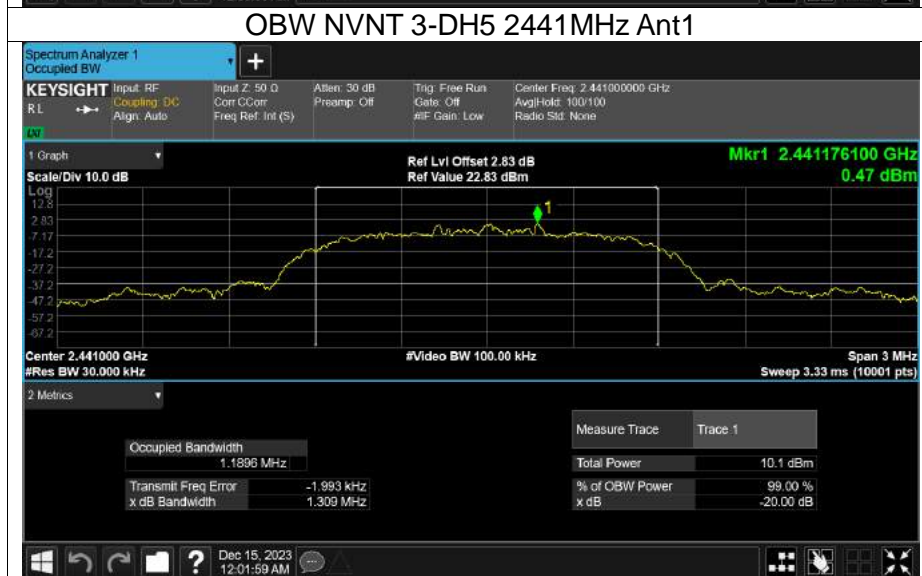 OBW NVNT 3-DH5 2441MHz Ant1
Spectrum Analyzer 1
Occupied BW
+
KEYSIGHT Input: RF Input Z: 50 Ω Atten: 30 dB Trig: Free Run Center Freq: 2.441000000 GHz
RL Coupling: DC Corr CCorr Preamp: Off Gate: Off Avg|Hold: 100/100
Align: Auto Freq Ref: Int (S) #IF Gain: Low Radio Std: None
LXI
1 Graph Ref Lvl Offset 2.83 dB Mkr1 2.441176100 GHz
Scale/Div 10.0 dB Ref Value 22.83 dBm 0.47 dBm
Log
12.8
1
2.83
-7.17
-17.2
-27.2
-37.2
-47.2
-57.2
-67.2
Center 2.441000 GHz #Video BW 100.00 kHz Span 3 MHz
#Res BW 30.000 kHz Sweep 3.33 ms (10001 pts)
2 Metrics
Measure Trace Trace 1
Occupied Bandwidth
1.1896 MHz Total Power 10.1 dBm
Transmit Freq Error -1.993 kHz % of OBW Power 99.00 %
x dB Bandwidth 1.309 MHz x dB -20.00 dB
? Dec 15, 2023
12:01:59 AM